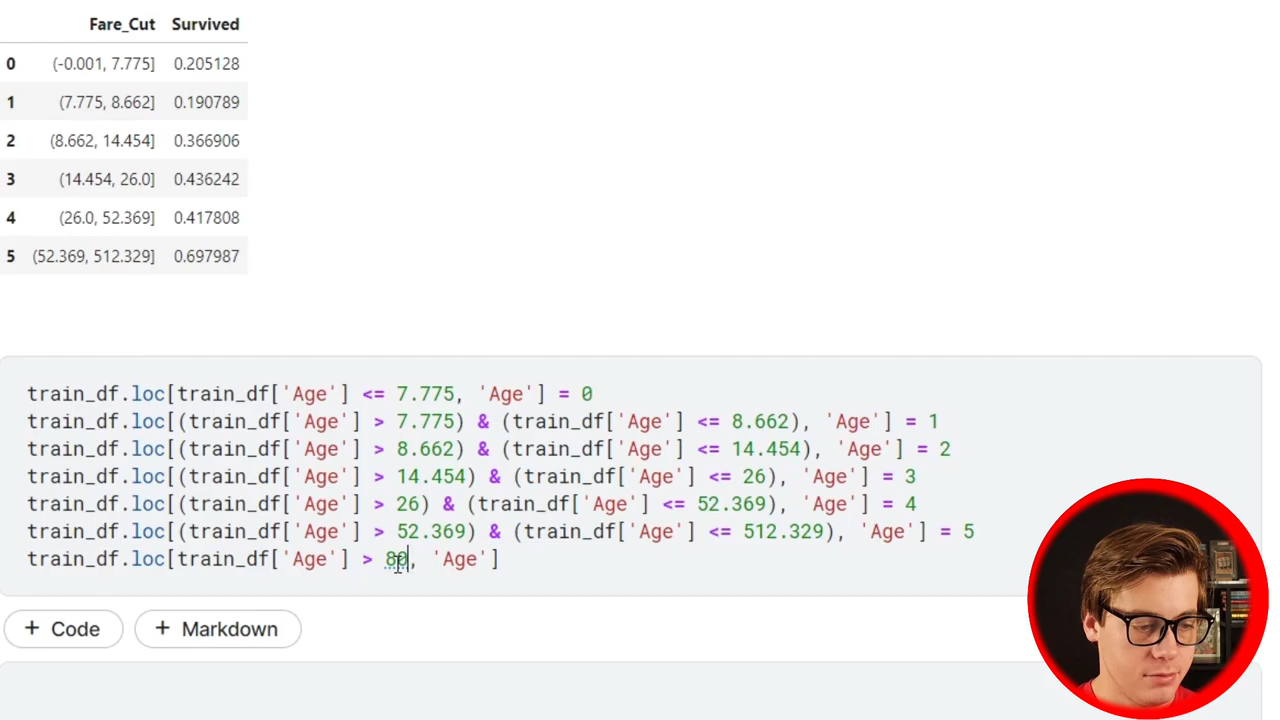 Fare_Cut Survived
0 (-0.001, 7.775] 0.205128
1 (7.775, 8.662] 0.190789
2 (8.662, 14.454] 0.366906
3 (14.454, 26.0] 0.436242
4 (26.0, 52.369] 0.417808
5 (52.369, 512.329] 0.697987
train_df.loc[train_df['Age'] <= 7.775, 'Age'] = 0
train_df.loc[(train_df['Age'] > 7.775) & (train_df['Age'] <= 8.662), 'Age'] = 1
train_df.loc[(train_df['Age'] > 8.662) & (train_df['Age'] <= 14.454), 'Age'] = 2
train_df.loc[(train_df['Age'] > 14.454) & (train_df['Age'] <= 26), 'Age'] = 3
train_df.loc[(train_df['Age'] > 26) & (train_df['Age'] <= 52.369), 'Age'] = 4
train_df.loc[(train_df['Age'] > 52.369) & (train_df['Age'] <= 512.329), 'Age'] = 5
train_df.loc[train_df['Age'] > 80, 'Age']
+ Code + Markdown